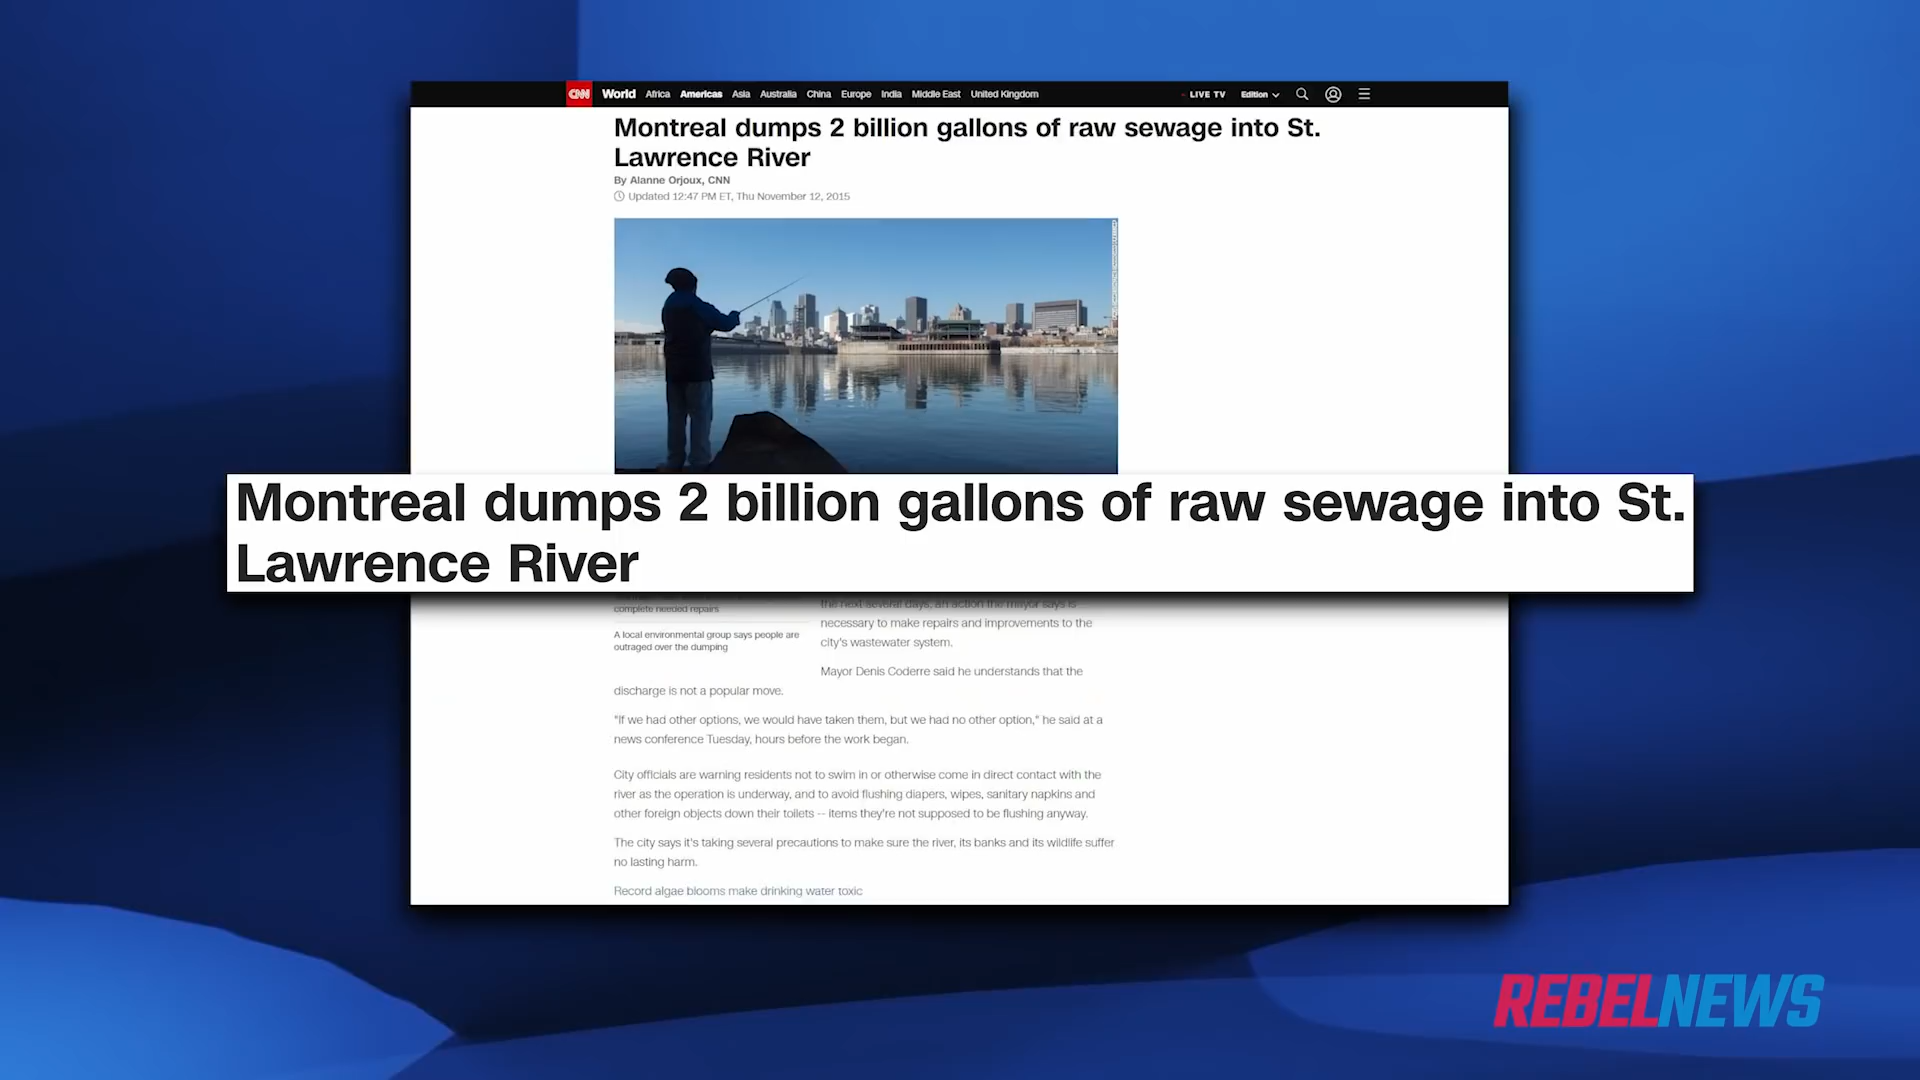 CNN World Africa Americas Asia Australia China Europe India Middle East United Kingdom LIVE TV Edition
Montreal dumps 2 billion gallons of raw sewage into St.
Lawrence River
By Alanne Orjoux, CNN
Updated 12:47 PM ET, Thu November 12, 2015
Montreal dumps 2 billion gallons of raw sewage into St.
Lawrence River
complete needed repairs
A local environmental group says people are
outraged over the dumping
the next several days, an action the mayor says is
necessary to make repairs and improvements to the
city's wastewater system.
Mayor Denis Coderre said he understands that the
discharge is not a popular move.
"If we had other options, we would have taken them, but we had no other option," he said at a
news conference Tuesday, hours before the work began.
City officials are warning residents not to swim in or otherwise come in direct contact with the
river as the operation is underway, and to avoid flushing diapers, wipes, sanitary napkins and
other foreign objects down their toilets -- items they're not supposed to be flushing anyway.
The city says it's taking several precautions to make sure the river, its banks and its wildlife suffer
no lasting harm.
Record algae blooms make drinking water toxic
REBELNEWS